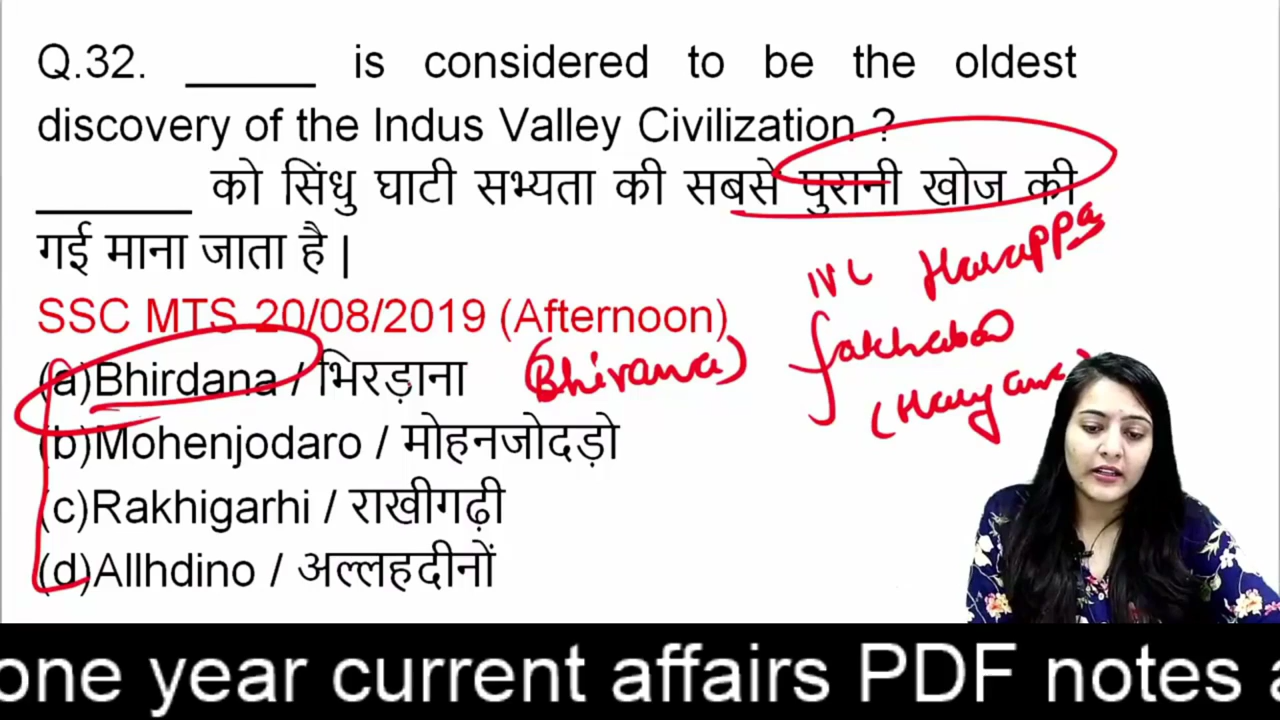 Q.32. _____ is considered to be the oldest
discovery of the Indus Valley Civilization ?
______ को सिंधु घाटी सभ्यता की सबसे पुरानी खोज की
गई माना जाता है |
IVC Harappa
SSC MTS 20/08/2019 (Afternoon)
(a)Bhirdana / भिरड़ाना (Bhirana)
(Haryana)
(b)Mohenjodaro / मोहनजोदड़ो
(c)Rakhigarhi / राखीगढ़ी
(d)Allhdino / अल्लहदीनों
one year current affairs PDF notes a